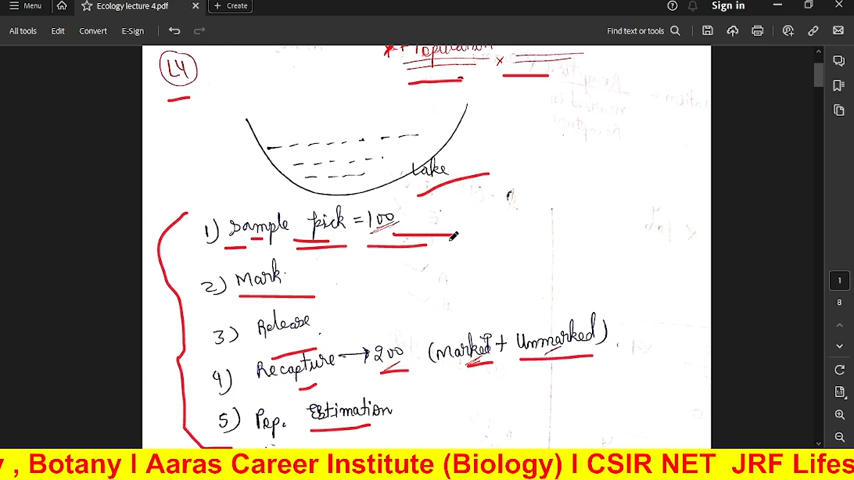 Menu
Ecology lecture 4.pdf
Create
Sign in
All tools Edit Convert E-Sign
Find text or tools
L4
Population
Lake
1) Sample pick = 100
2) Mark
3) Release
4) Recapture → 200 (Marked + Unmarked)
5) Pop. Estimation
1
8
, Botany I Aaras Career Institute (Biology) I CSIR NET JRF Lifes